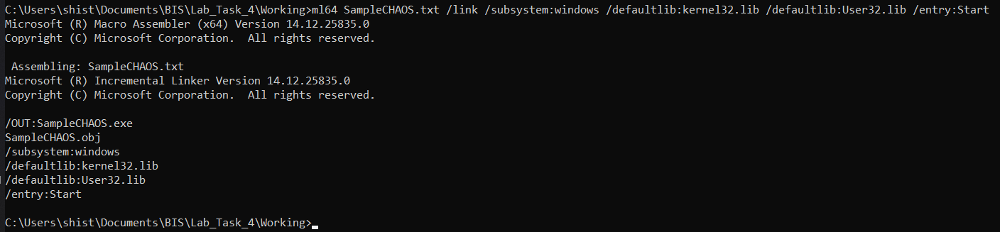 C:\Users\shist\Documents\BIS\Lab_Task_4\Working>ml64 SampleCHAOS.txt /link /subsystem:windows /defaultlib:kernel32.lib /defaultlib:User32.lib /entry:Start
Microsoft (R) Macro Assembler (x64) Version 14.12.25835.0
Copyright (C) Microsoft Corporation.  All rights reserved.

 Assembling: SampleCHAOS.txt
Microsoft (R) Incremental Linker Version 14.12.25835.0
Copyright (C) Microsoft Corporation.  All rights reserved.

/OUT:SampleCHAOS.exe
SampleCHAOS.obj
/subsystem:windows
/defaultlib:kernel32.lib
/defaultlib:User32.lib
/entry:Start

C:\Users\shist\Documents\BIS\Lab_Task_4\Working>